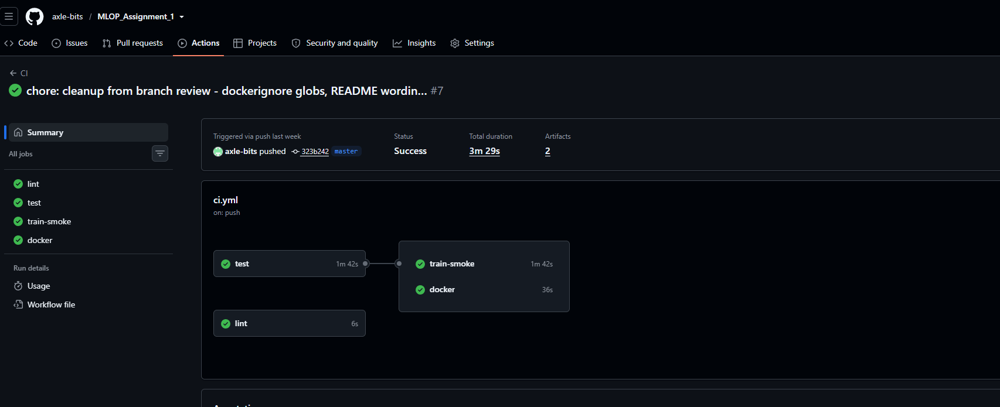 axle-bits / MLOP_Assignment_1
Code Issues Pull requests Actions Projects Security and quality Insights Settings
CI
chore: cleanup from branch review - dockerignore globs, README wordin... #7
Summary
All jobs
lint
test
train-smoke
docker
Run details
Usage
Workflow file
Triggered via push last week
axle-bits pushed 323b242 master
Status
Success
Total duration
3m 29s
Artifacts
2
ci.yml
on: push
test 1m 42s
train-smoke 1m 42s
docker 36s
lint 6s